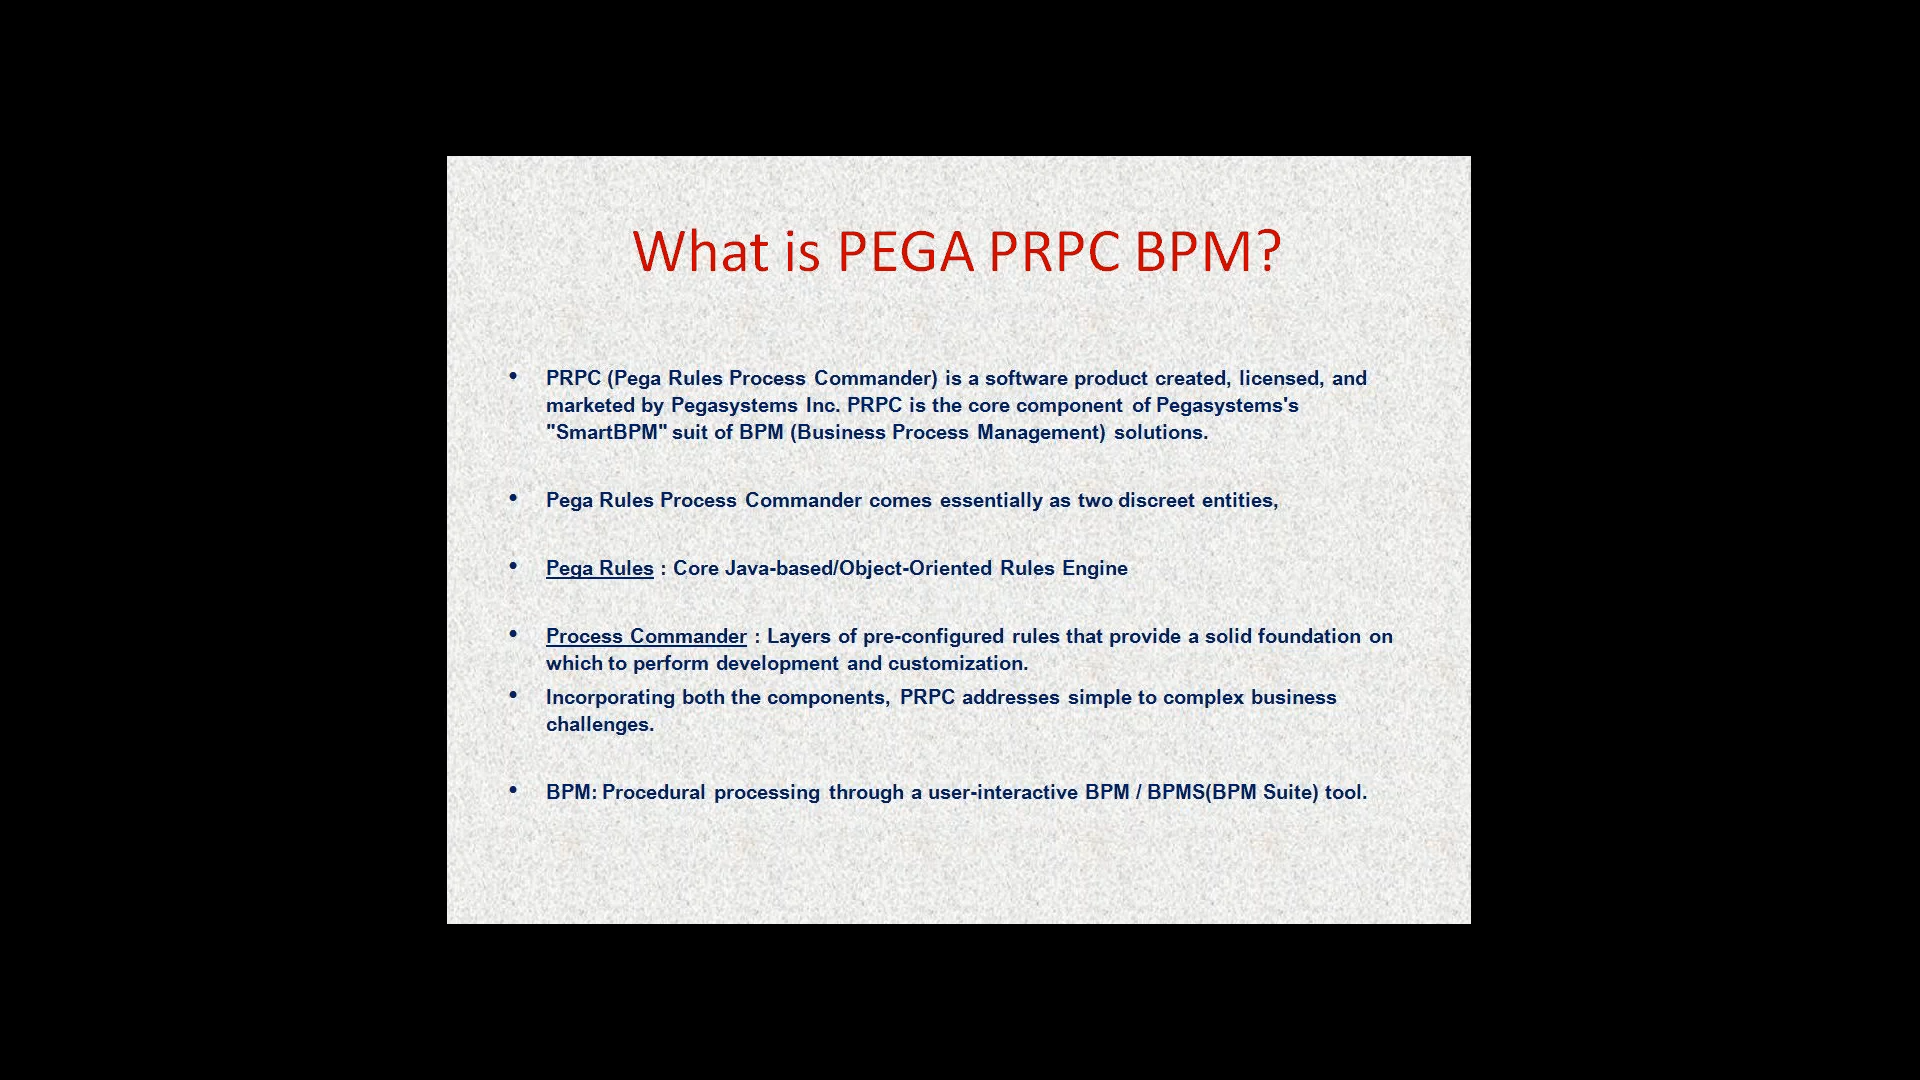 What is PEGA PRPC BPM?
• PRPC (Pega Rules Process Commander) is a software product created, licensed, and
marketed by Pegasystems Inc. PRPC is the core component of Pegasystems's
"SmartBPM" suit of BPM (Business Process Management) solutions.
• Pega Rules Process Commander comes essentially as two discreet entities,
• Pega Rules : Core Java-based/Object-Oriented Rules Engine
• Process Commander : Layers of pre-configured rules that provide a solid foundation on
which to perform development and customization.
• Incorporating both the components, PRPC addresses simple to complex business
challenges.
• BPM: Procedural processing through a user-interactive BPM / BPMS(BPM Suite) tool.